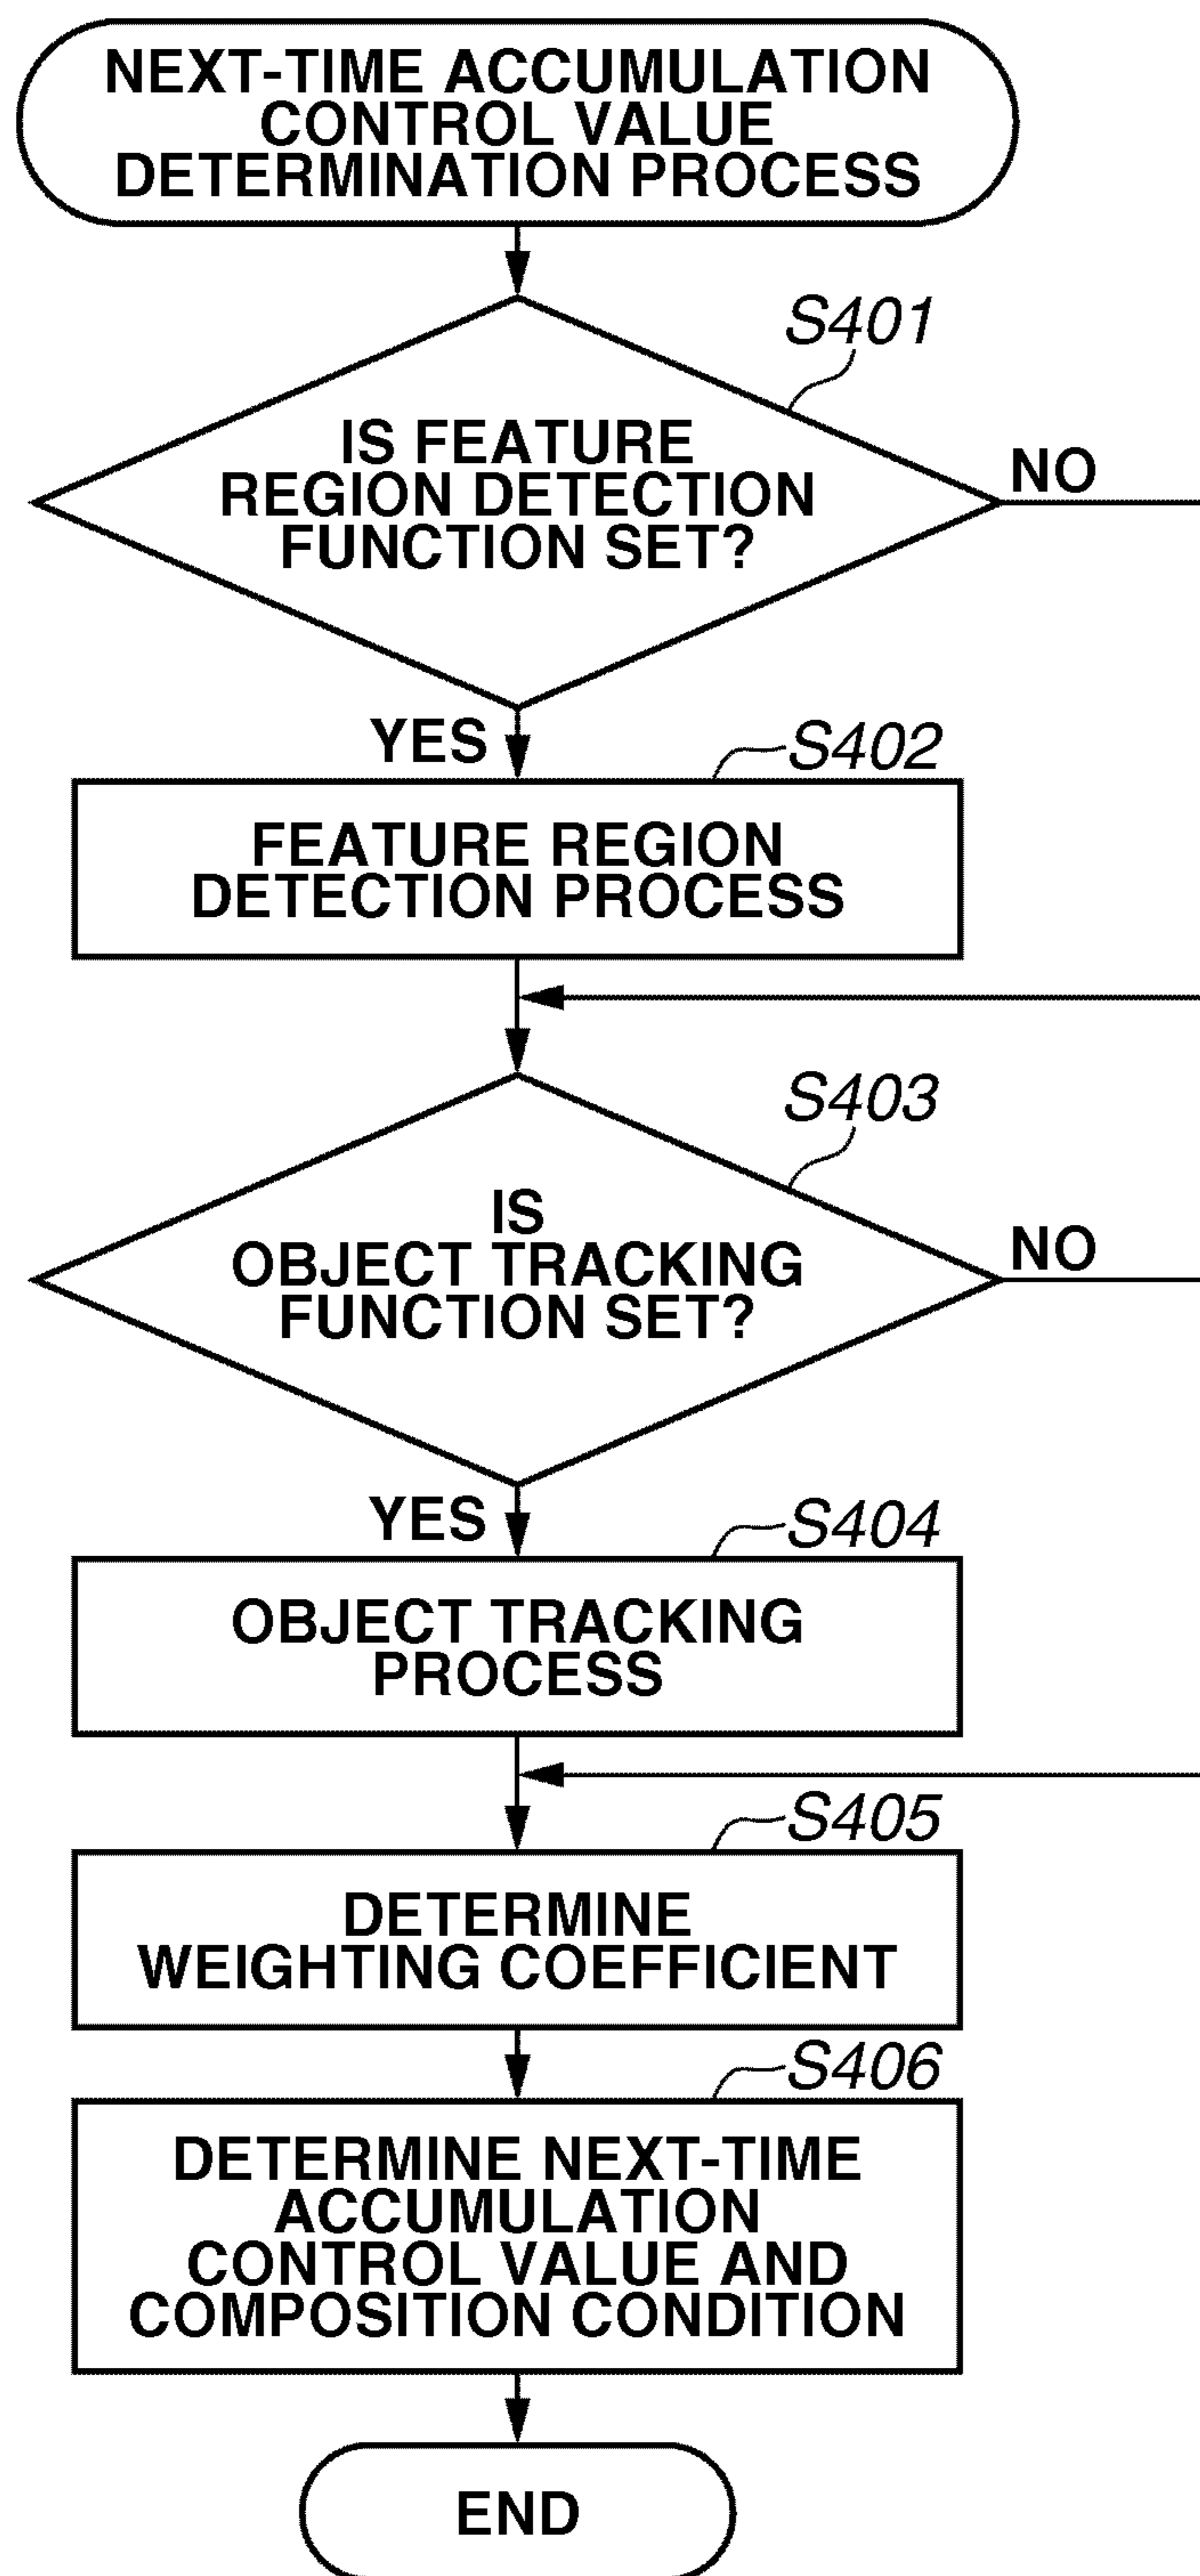 NEXT-TIME ACCUMULATION
CONTROL VALUE
DETERMINATION PROCESS
S401
IS FEATURE
REGION DETECTION
FUNCTION SET?
NO
YES
S402
FEATURE REGION
DETECTION PROCESS
S403
IS
OBJECT TRACKING
FUNCTION SET?
NO
YES
S404
OBJECT TRACKING
PROCESS
S405
DETERMINE
WEIGHTING COEFFICIENT
S406
DETERMINE NEXT-TIME
ACCUMULATION
CONTROL VALUE AND
COMPOSITION CONDITION
END